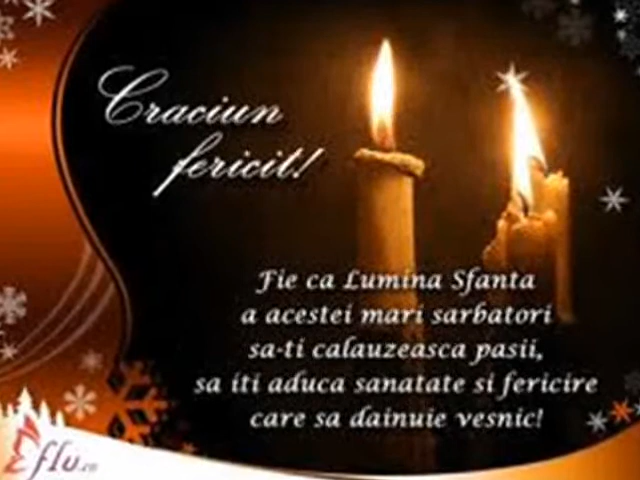 Craciun
fericit!
Fie ca Lumina Sfanta
a acestei mari sarbatori
sa-ti calauzeasca pasii,
sa iti aduca sanatate si fericire
care sa dainuie vesnic!